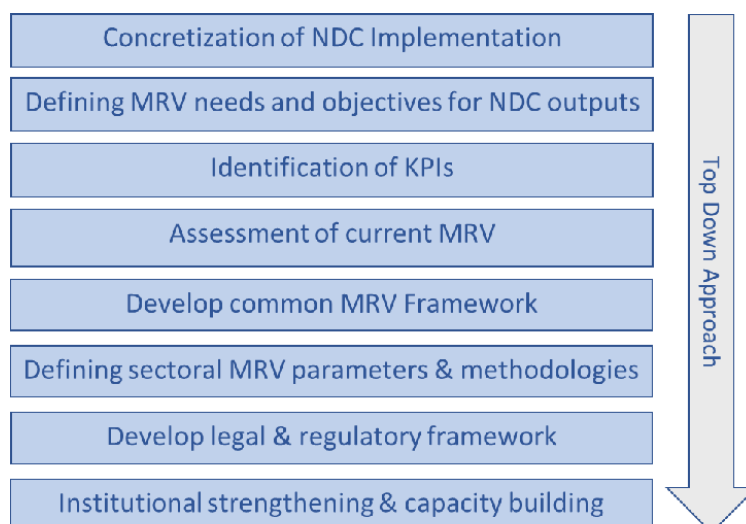 Concretization of NDC Implementation
Defining MRV needs and objectives for NDC outputs
Identification of KPIs
Assessment of current MRV
Develop common MRV Framework
Defining sectoral MRV parameters & methodologies
Develop legal & regulatory framework
Institutional strengthening & capacity building
Top Down Approach